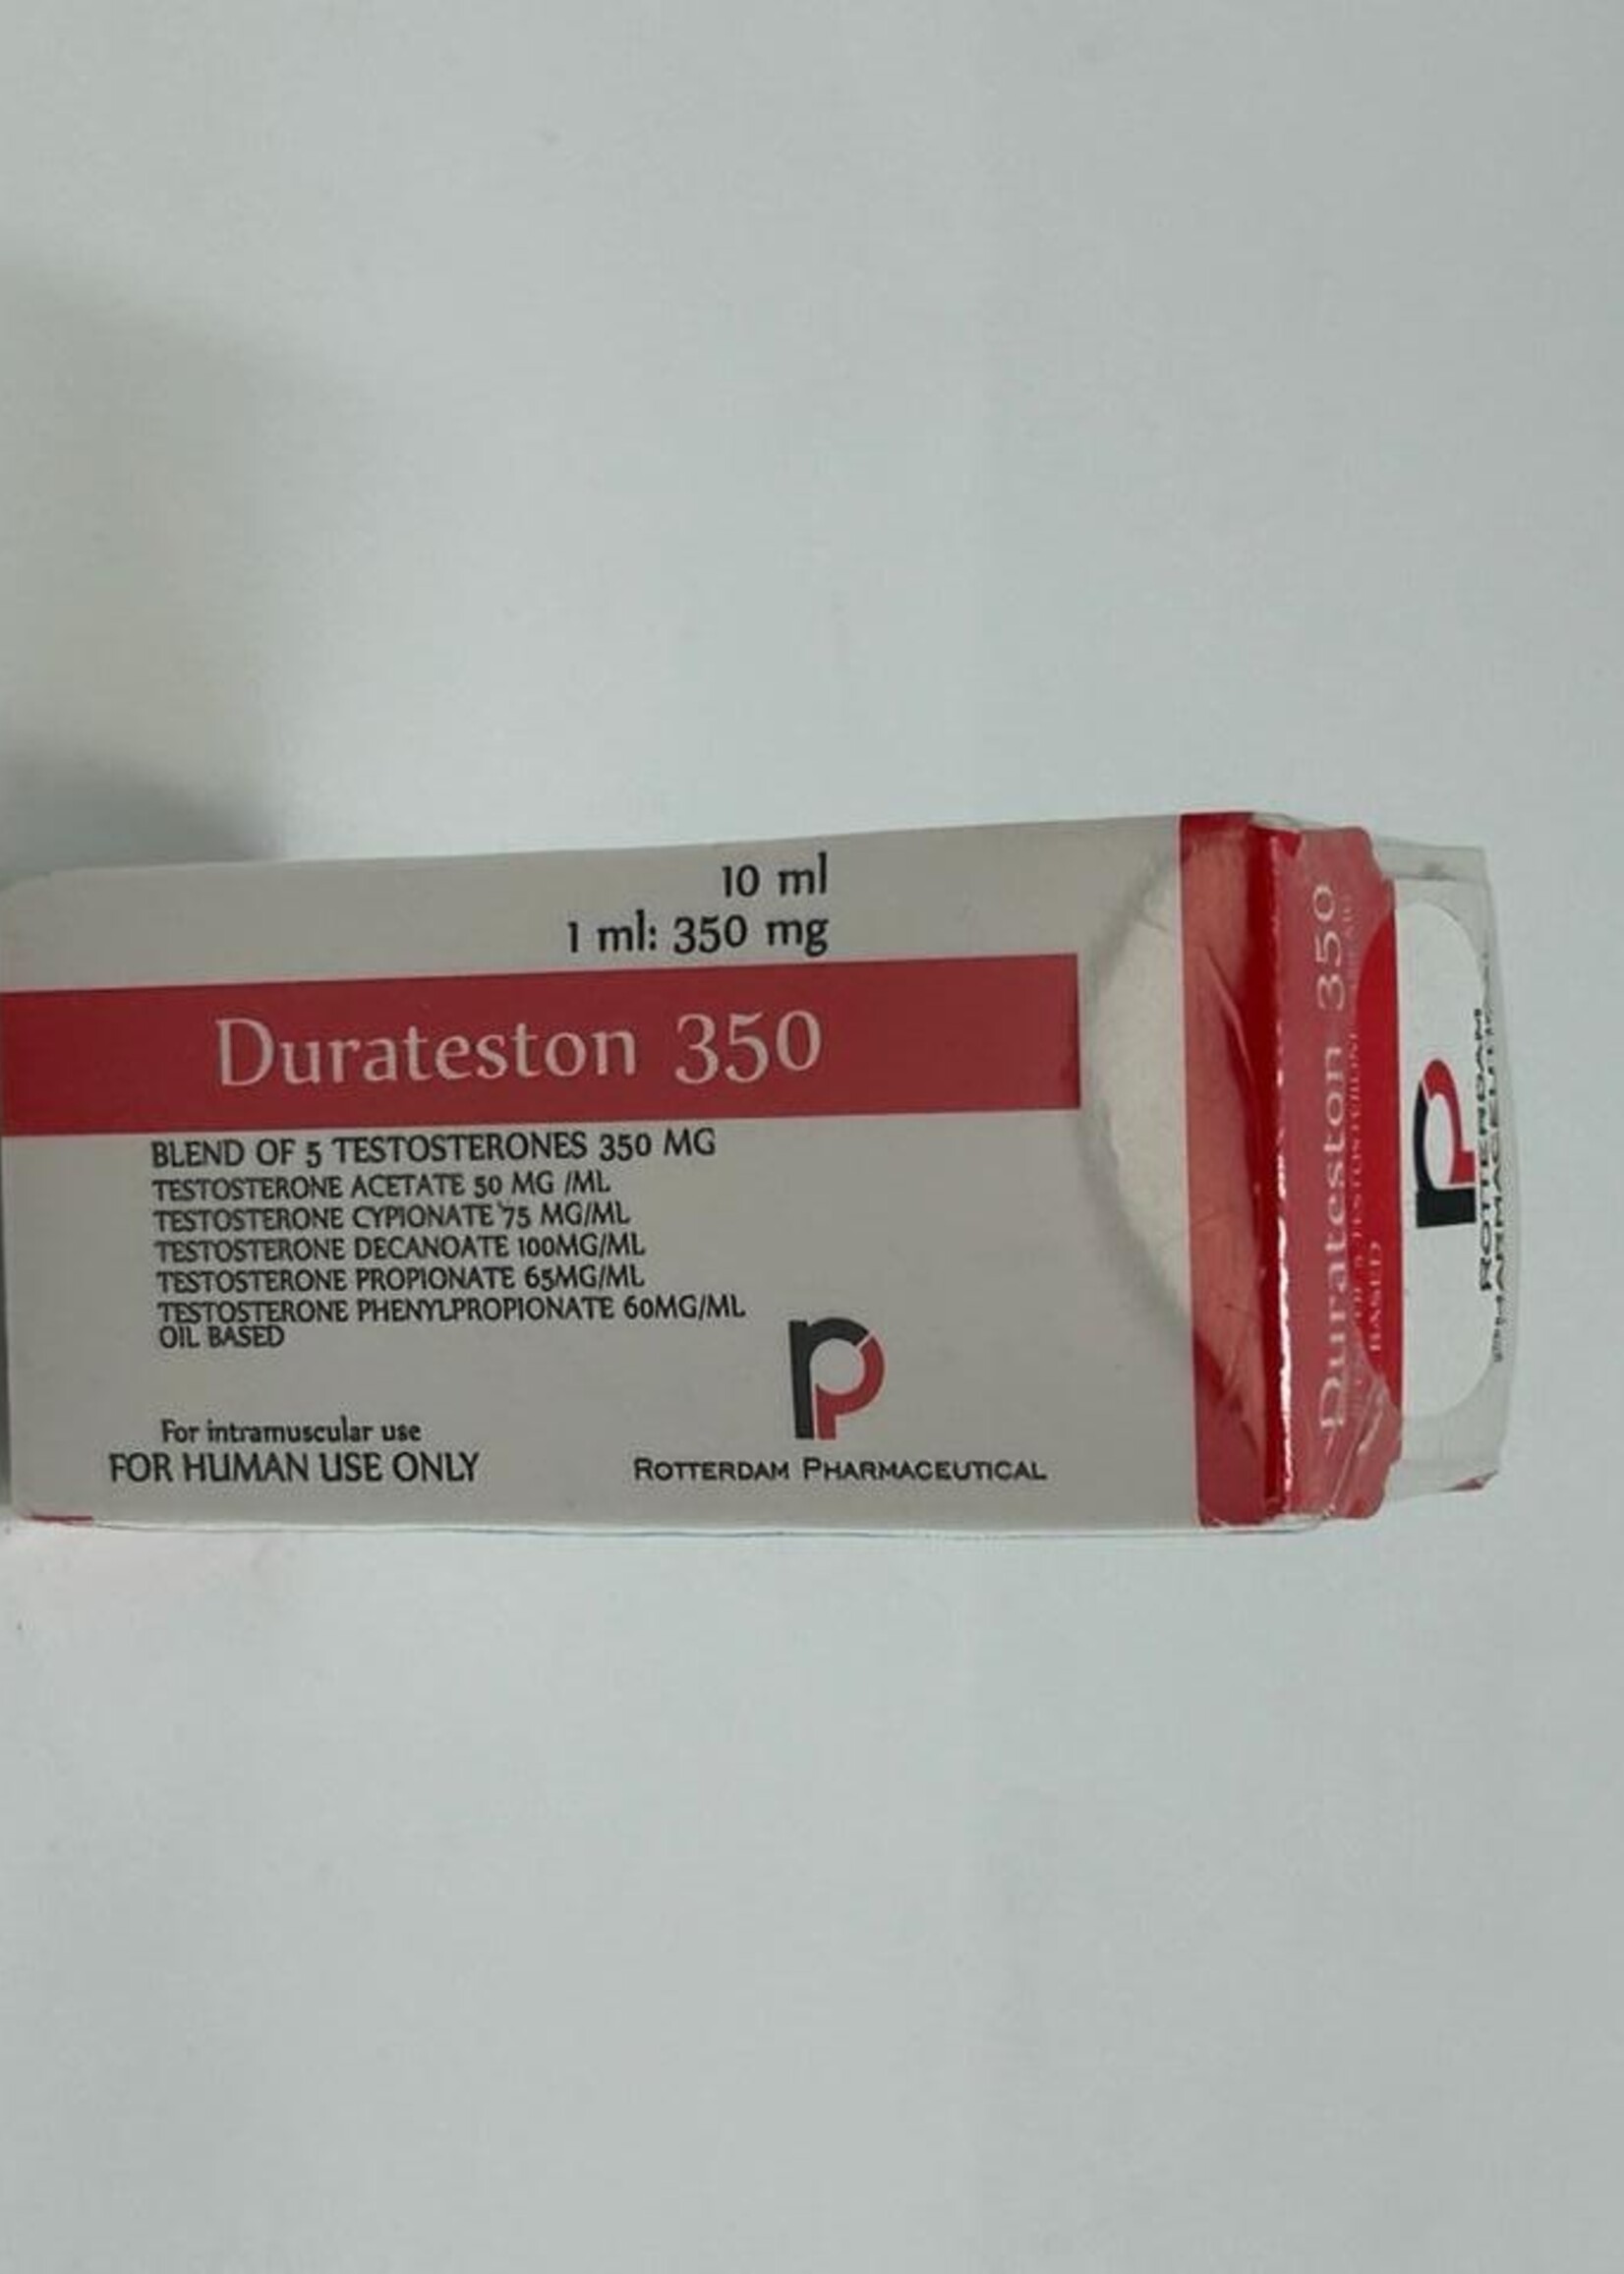 10 ml
1 ml: 350 mg
Durateston 350
BLEND OF 5 TESTOSTERONES 350 MG
TESTOSTERONE ACETATE 50 MG /ML
TESTOSTERONE CYPIONATE 75 MG/ML
TESTOSTERONE DECANOATE 100MG/ML
TESTOSTERONE PROPIONATE 65MG/ML
TESTOSTERONE PHENYLPROPIONATE 60MG/ML
OIL BASED
For intramuscular use
FOR HUMAN USE ONLY
rp
ROTTERDAM PHARMACEUTICAL
Durateston 350
BASED
rp
ROTTERDAM
PHARMACEUTICAL